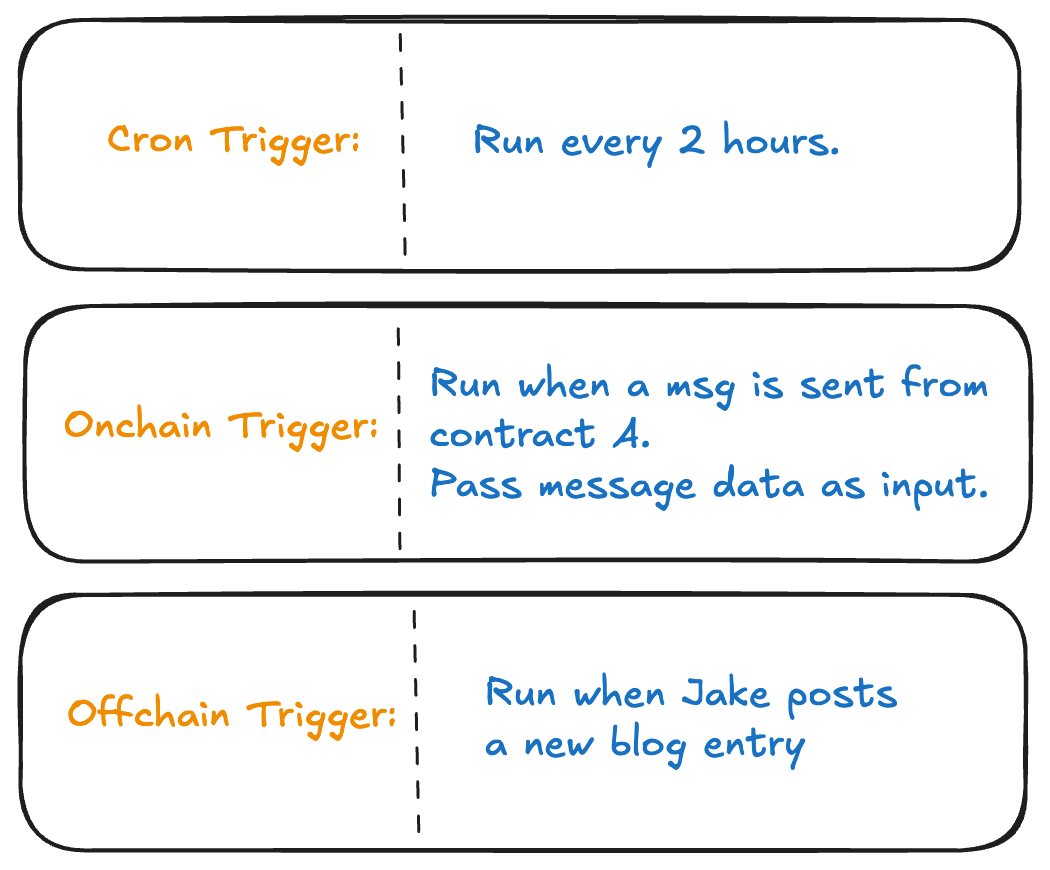 Cron Trigger:
Run every 2 hours.
Onchain Trigger:
Run when a msg is sent from
contract A.
Pass message data as input.
Offchain Trigger:
Run when Jake posts
a new blog entry